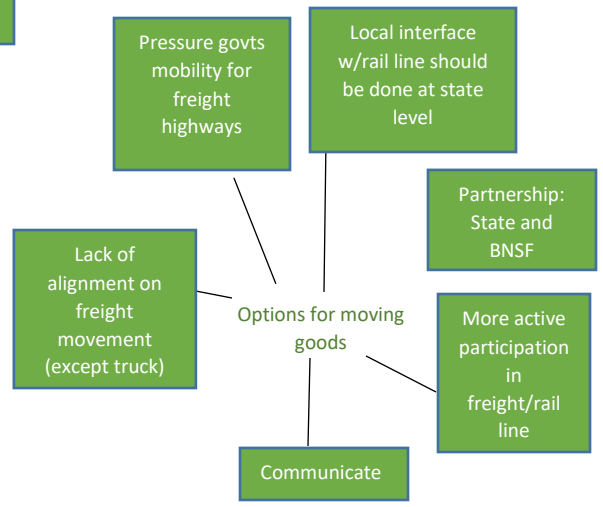 Pressure govts
mobility for
freight
highways
Local interface
w/rail line should
be done at state
level
Partnership:
State and
BNSF
Lack of
alignment on
freight
movement
(except truck)
Options for moving
goods
More active
participation
in
freight/rail
line
Communicate